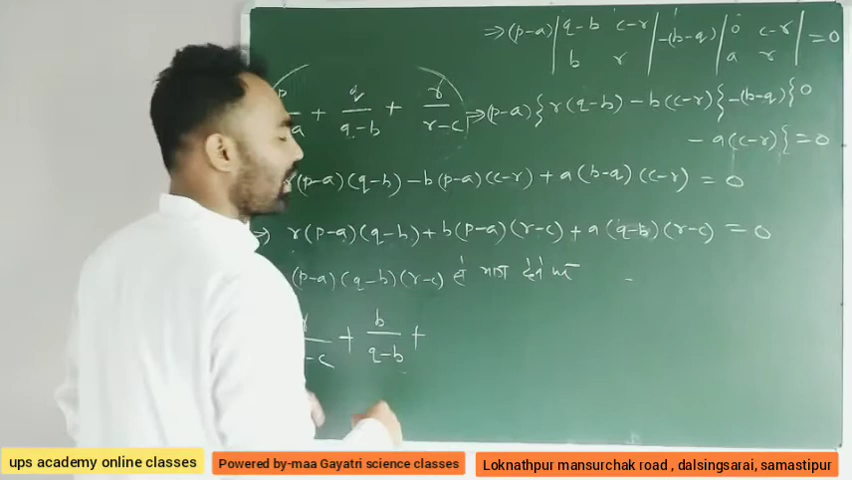 ⇒ (p-a) | q-b c-r | -(b-q) | 0 c-r | = 0
| b r | | a r |
+ q/(q-b) + r/(r-c)
⇒ (p-a) { r(q-b) - b(c-r) } - (b-q) { 0
- a(c-r) } = 0
r(p-a)(q-b) - b(p-a)(c-r) + a(b-q)(c-r) = 0
⇒ r(p-a)(q-b) + b(p-a)(r-c) + a(q-b)(r-c) = 0
(p-a)(q-b)(r-c) से भाग देने पर
+ b/(q-b) +
ups academy online classes
Powered by-maa Gayatri science classes
Loknathpur mansurchak road , dalsingsarai, samastipur